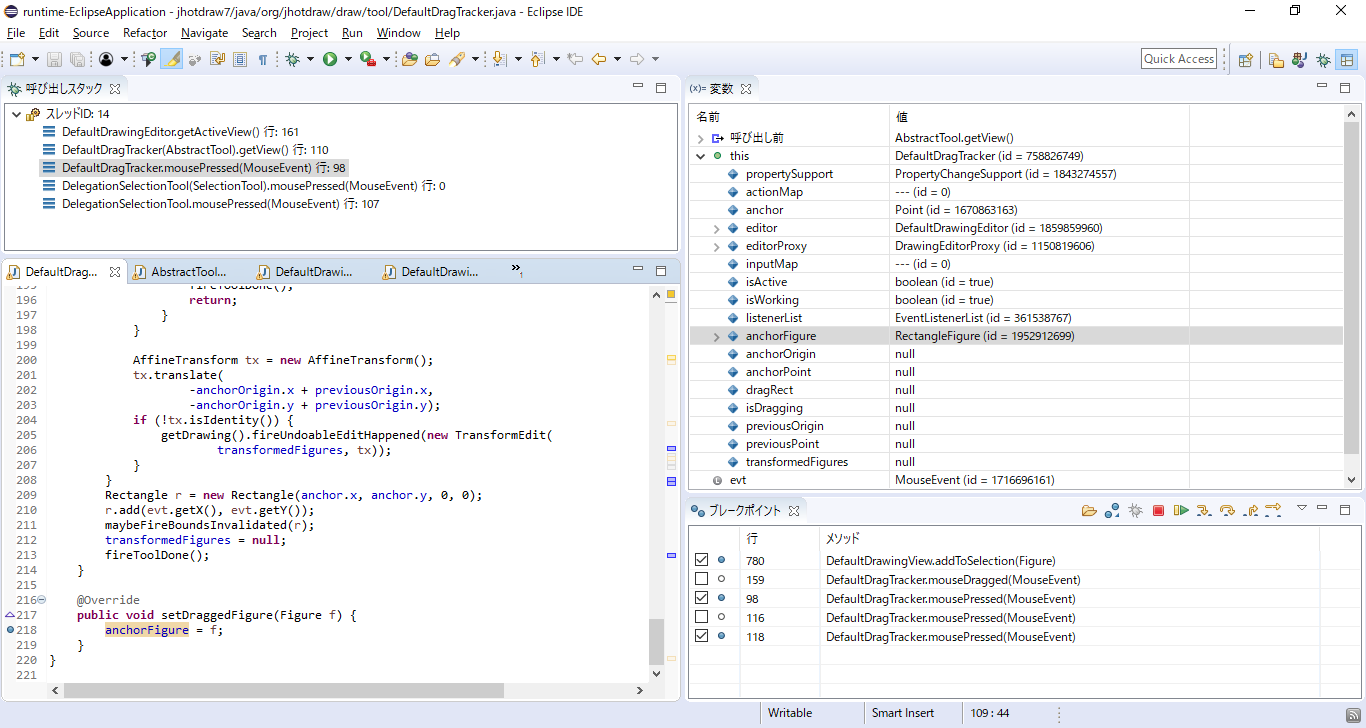 runtime-EclipseApplication - jhotdraw7/java/org/jhotdraw/draw/tool/DefaultDragTracker.java - Eclipse IDE
File Edit Source Refactor Navigate Search Project Run Window Help
Quick Access
呼び出しスタック
スレッドID: 14
DefaultDrawingEditor.getActiveView() 行: 161
DefaultDragTracker(AbstractTool).getView() 行: 110
DefaultDragTracker.mousePressed(MouseEvent) 行: 98
DelegationSelectionTool(SelectionTool).mousePressed(MouseEvent) 行: 0
DelegationSelectionTool.mousePressed(MouseEvent) 行: 107
DefaultDrag... AbstractTool... DefaultDrawi... DefaultDrawi... »1
195 fireToolDone();
196 return;
197 }
198 }
199
200 AffineTransform tx = new AffineTransform();
201 tx.translate(
202 -anchorOrigin.x + previousOrigin.x,
203 -anchorOrigin.y + previousOrigin.y);
204 if (!tx.isIdentity()) {
205 getDrawing().fireUndoableEditHappened(new TransformEdit(
206 transformedFigures, tx));
207 }
208 }
209 Rectangle r = new Rectangle(anchor.x, anchor.y, 0, 0);
210 r.add(evt.getX(), evt.getY());
211 maybeFireBoundsInvalidated(r);
212 transformedFigures = null;
213 fireToolDone();
214 }
215
216 @Override
217 public void setDraggedFigure(Figure f) {
218 anchorFigure = f;
219 }
220 }
221
(x)= 変数
名前 値
呼び出し前 AbstractTool.getView()
this DefaultDragTracker (id = 758826749)
propertySupport PropertyChangeSupport (id = 1843274557)
actionMap --- (id = 0)
anchor Point (id = 1670863163)
editor DefaultDrawingEditor (id = 1859859960)
editorProxy DrawingEditorProxy (id = 1150819606)
inputMap --- (id = 0)
isActive boolean (id = true)
isWorking boolean (id = true)
listenerList EventListenerList (id = 361538767)
anchorFigure RectangleFigure (id = 1952912699)
anchorOrigin null
anchorPoint null
dragRect null
isDragging null
previousOrigin null
previousPoint null
transformedFigures null
evt MouseEvent (id = 1716696161)
ブレークポイント
行 メソッド
780 DefaultDrawingView.addToSelection(Figure)
159 DefaultDragTracker.mouseDragged(MouseEvent)
98 DefaultDragTracker.mousePressed(MouseEvent)
116 DefaultDragTracker.mousePressed(MouseEvent)
118 DefaultDragTracker.mousePressed(MouseEvent)
Writable Smart Insert 109 : 44